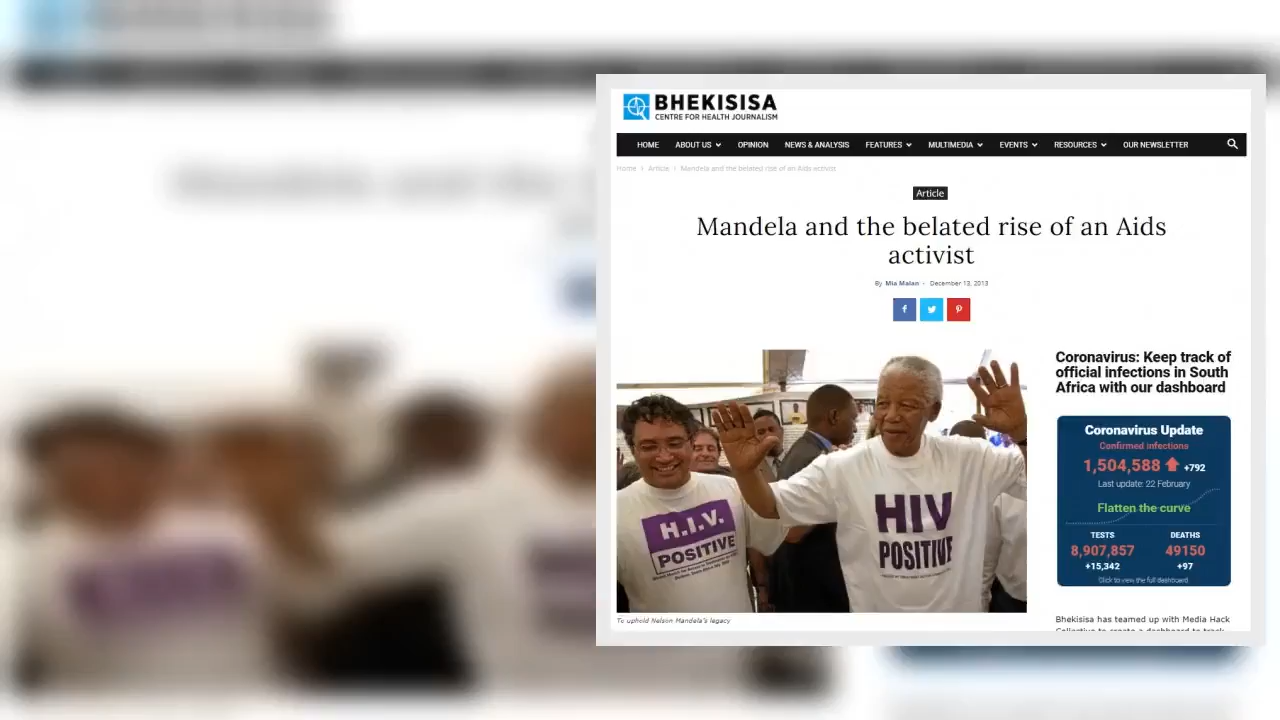 BHEKISISA
CENTRE FOR HEALTH JOURNALISM
HOME ABOUT US OPINION NEWS & ANALYSIS FEATURES MULTIMEDIA EVENTS RESOURCES OUR NEWSLETTER
Home › Article › Mandela and the belated rise of an Aids activist
Article
Mandela and the belated rise of an Aids
activist
By Mia Malan - December 13, 2013
H.I.V.
POSITIVE
HIV
POSITIVE
To uphold Nelson Mandela's legacy
Coronavirus: Keep track of
official infections in South
Africa with our dashboard
Coronavirus Update
Confirmed infections
1,504,588 +792
Last update: 22 February
Flatten the curve
TESTS DEATHS
8,907,857 49150
+15,342 +97
Click to view the full dashboard
Bhekisisa has teamed up with Media Hack
Collective to create a dashboard to track